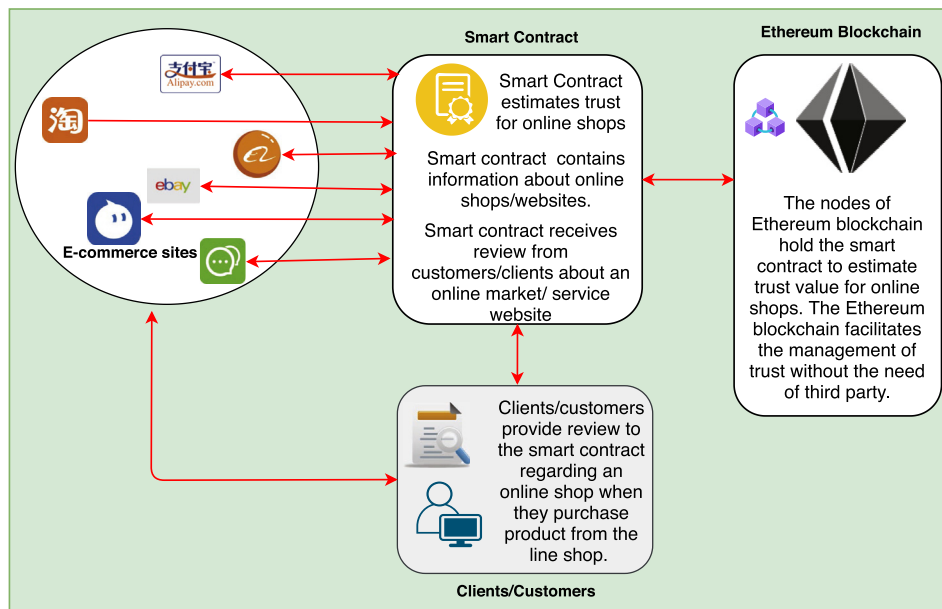 Smart Contract
Ethereum Blockchain
支付宝
Alipay.com
淘
ebay
E-commerce sites
Smart Contract
estimates trust
for online shops
Smart contract  contains
information about online
shops/websites.
Smart contract receives
review from
customers/clients about an
online market/ service
website
The nodes of
Ethereum blockchain
hold the smart
contract to estimate
trust value for online
shops. The Ethereum
blockchain facilitates
the management of
trust without the need
of third party.
Clients/customers
provide review to
the smart contract
regarding an
online shop when
they purchase
product from the
line shop.
Clients/Customers